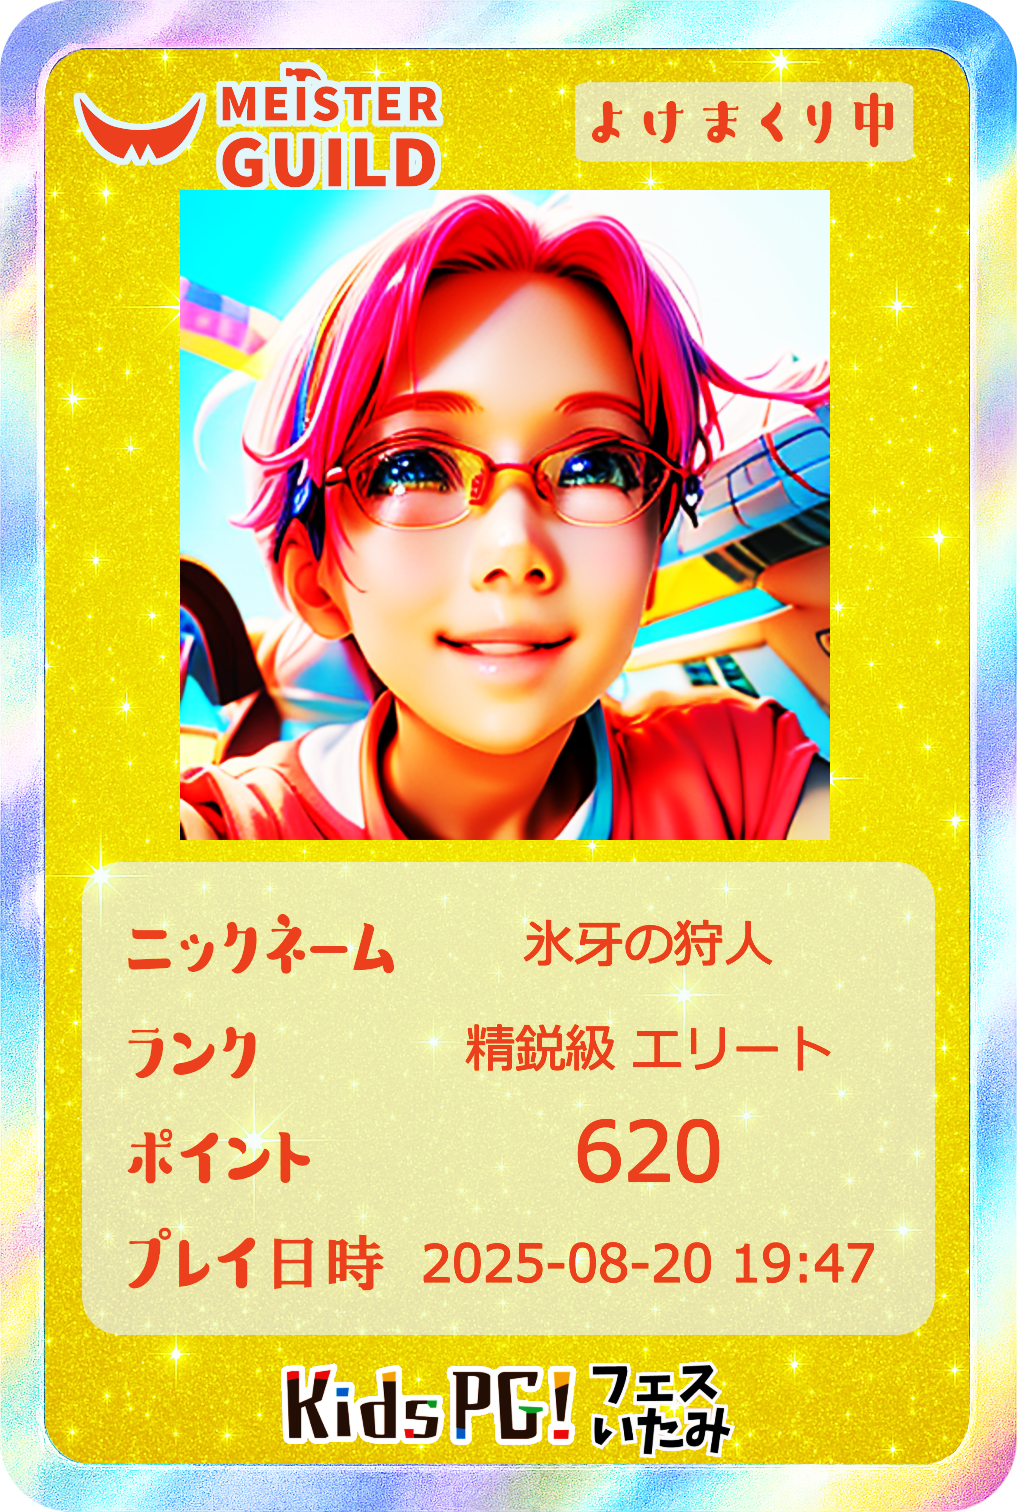 MEISTER
GUILD
よけまくり中
ニックネーム 氷牙の狩人
ランク 精鋭級 エリート
ポイント 620
プレイ日時 2025-08-20 19:47
Kids PG! フェス
いたみ